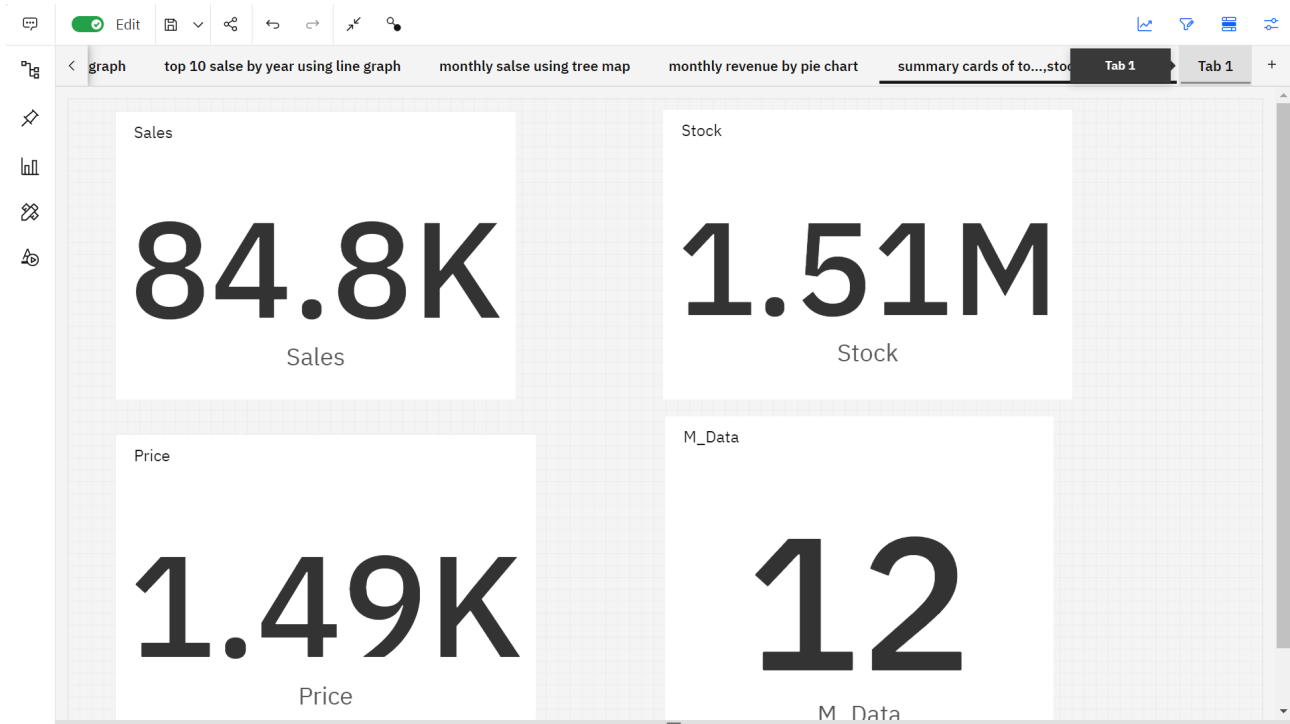 Edit
graph
top 10 salse by year using line graph
monthly salse using tree map
monthly revenue by pie chart
summary cards of to...,stoc
Tab 1
Tab 1
Sales
84.8K
Sales
Stock
1.51M
Stock
Price
1.49K
Price
M_Data
12
M_Data